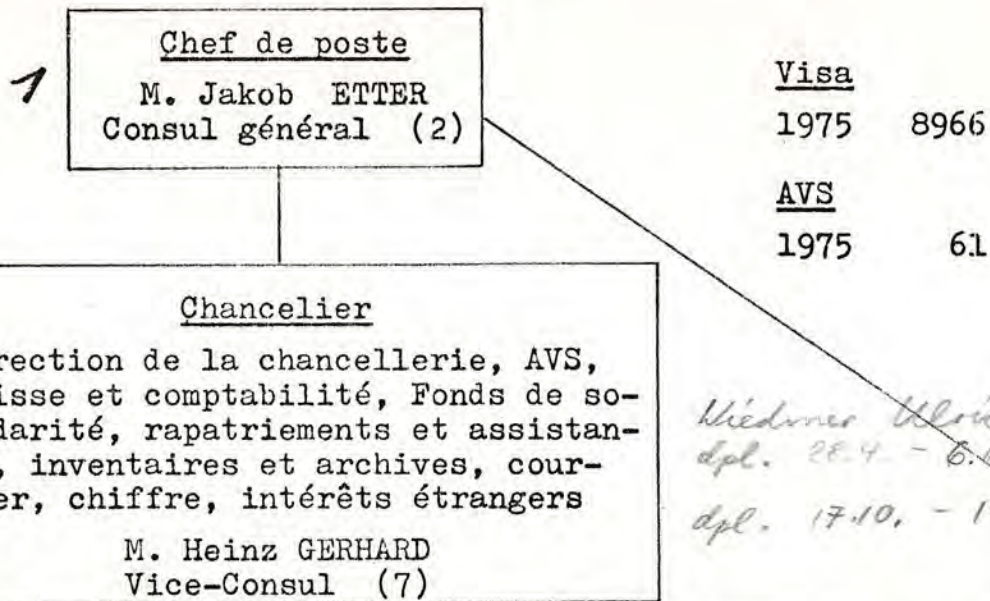 1
Chef de poste
M. Jakob ETTER
Consul général (2)
Visa
1975 8966
AVS
1975 61
Chancelier
rection de la chancellerie, AVS,
isse et comptabilité, Fonds de so-
darité, rapatriements et assistan-
, inventaires et archives, cour-
er, chiffre, intérêts étrangers
M. Heinz GERHARD
Vice-Consul (7)
dpl. 28.4. - 6.
dpl. 17.10. - 1